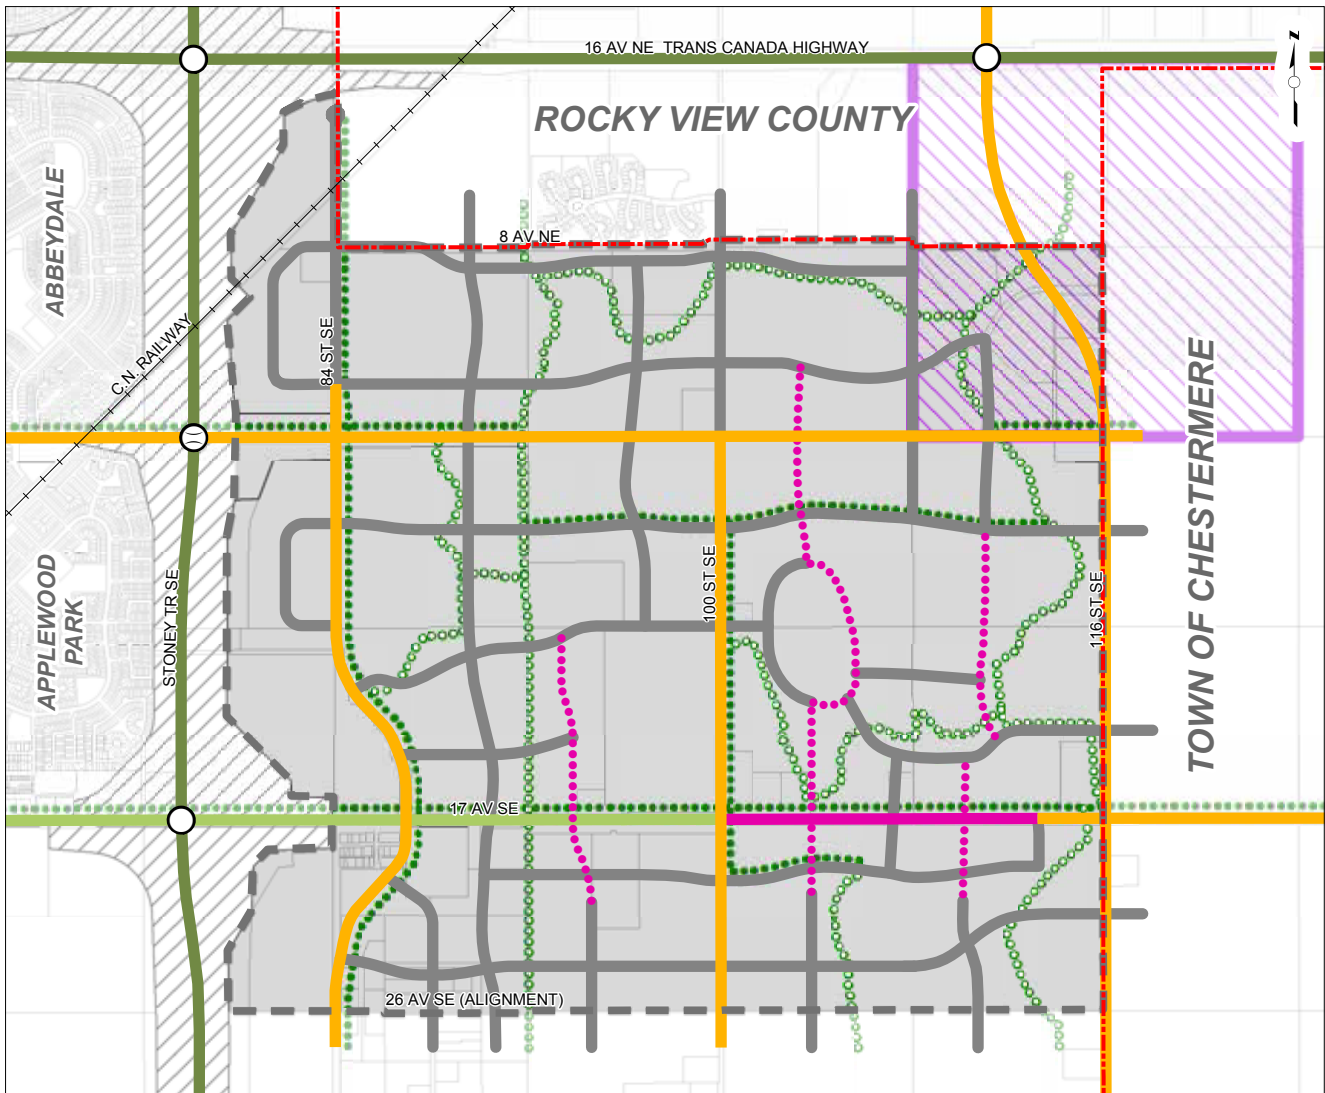 16 AV NE TRANS CANADA HIGHWAY
z
ROCKY VIEW COUNTY
ABBEYDALE
8 AV NE
C.N. RAILWAY
84 ST SE
TOWN OF CHESTERMERE
APPLEWOOD
PARK
STONEY TR SE
100 ST SE
116 ST SE
17 AV SE
26 AV SE (ALIGNMENT)